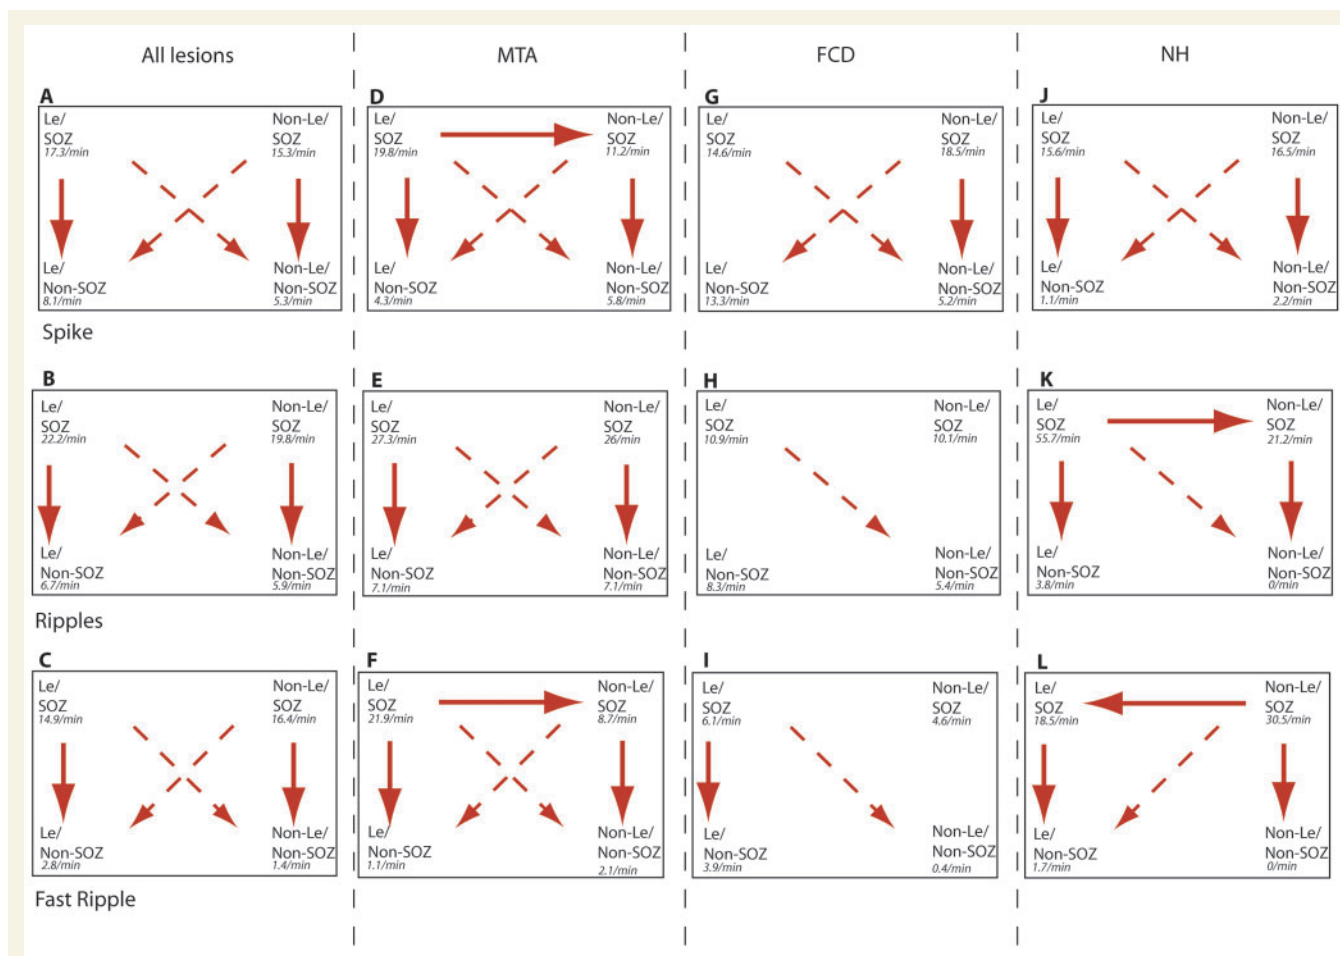 All lesions MTA FCD NH
A D G J
Le/ Non-Le/ Le/ Non-Le/ Le/ Non-Le/ Le/ Non-Le/
SOZ SOZ SOZ SOZ SOZ SOZ SOZ SOZ
17.3/min 15.3/min 19.8/min 11.2/min 14.6/min 18.5/min 15.6/min 16.5/min
Le/ Non-Le/ Le/ Non-Le/ Le/ Non-Le/ Le/ Non-Le/
Non-SOZ Non-SOZ Non-SOZ Non-SOZ Non-SOZ Non-SOZ Non-SOZ Non-SOZ
8.1/min 5.3/min 4.3/min 5.8/min 13.3/min 5.2/min 1.1/min 2.2/min
Spike
B E H K
Le/ Non-Le/ Le/ Non-Le/ Le/ Non-Le/ Le/ Non-Le/
SOZ SOZ SOZ SOZ SOZ SOZ SOZ SOZ
22.2/min 19.8/min 27.3/min 26/min 10.9/min 10.1/min 55.7/min 21.2/min
Le/ Non-Le/ Le/ Non-Le/ Le/ Non-Le/ Le/ Non-Le/
Non-SOZ Non-SOZ Non-SOZ Non-SOZ Non-SOZ Non-SOZ Non-SOZ Non-SOZ
6.7/min 5.9/min 7.1/min 7.1/min 8.3/min 5.4/min 3.8/min 0/min
Ripples
C F I L
Le/ Non-Le/ Le/ Non-Le/ Le/ Non-Le/ Le/ Non-Le/
SOZ SOZ SOZ SOZ SOZ SOZ SOZ SOZ
14.9/min 16.4/min 21.9/min 8.7/min 6.1/min 4.6/min 18.5/min 30.5/min
Le/ Non-Le/ Le/ Non-Le/ Le/ Non-Le/ Le/ Non-Le/
Non-SOZ Non-SOZ Non-SOZ Non-SOZ Non-SOZ Non-SOZ Non-SOZ Non-SOZ
2.8/min 1.4/min 1.1/min 2.1/min 3.9/min 0.4/min 1.7/min 0/min
Fast Ripple